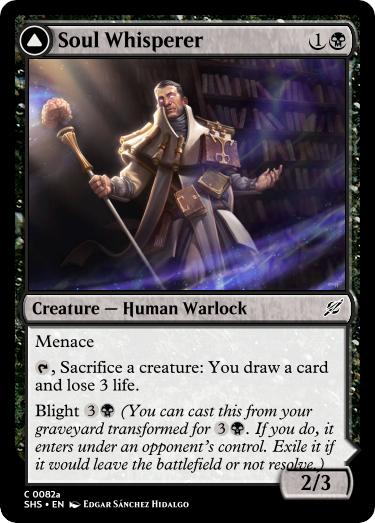 Soul Whisperer 1
Creature — Human Warlock
Menace
, Sacrifice a creature: You draw a card
and lose 3 life.
Blight 3 (You can cast this from your
graveyard transformed for 3 . If you do, it
enters under an opponent's control. Exile it if
it would leave the battlefield or not resolve.)
2/3
C 0082a
SHS • EN Edgar Sánchez Hidalgo